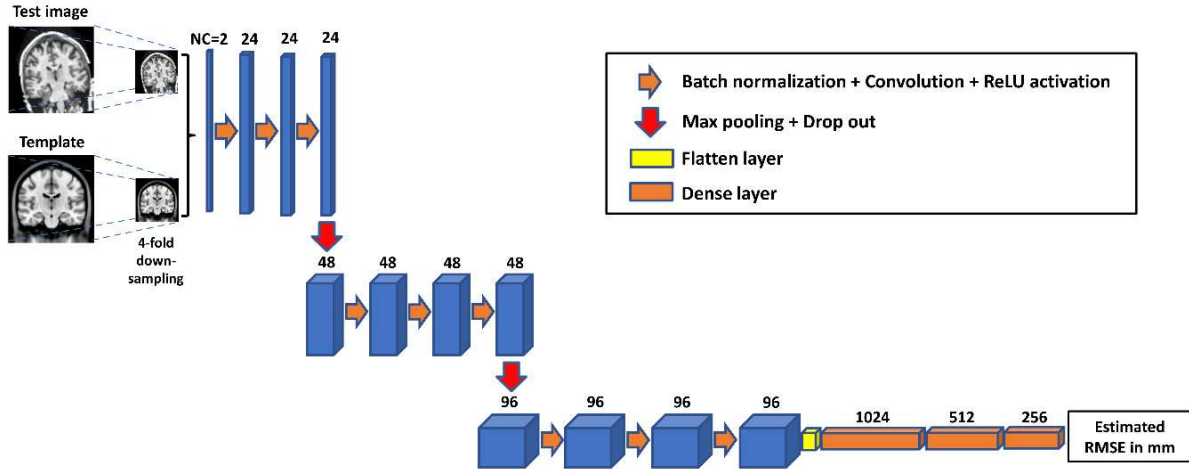 Test image
NC=2 24 24 24
Template
4-fold
down-
sampling
Batch normalization + Convolution + ReLU activation
Max pooling + Drop out
Flatten layer
Dense layer
48 48 48 48
96 96 96 96
1024 512 256
Estimated
RMSE in mm